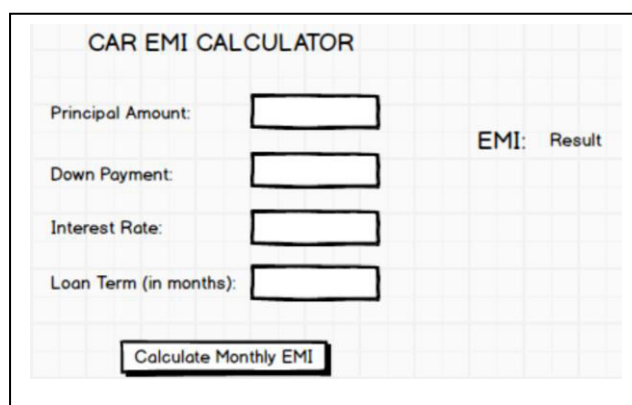 CAR EMI CALCULATOR
Principal Amount:
EMI: Result
Down Payment:
Interest Rate:
Loan Term (in months):
Calculate Monthly EMI